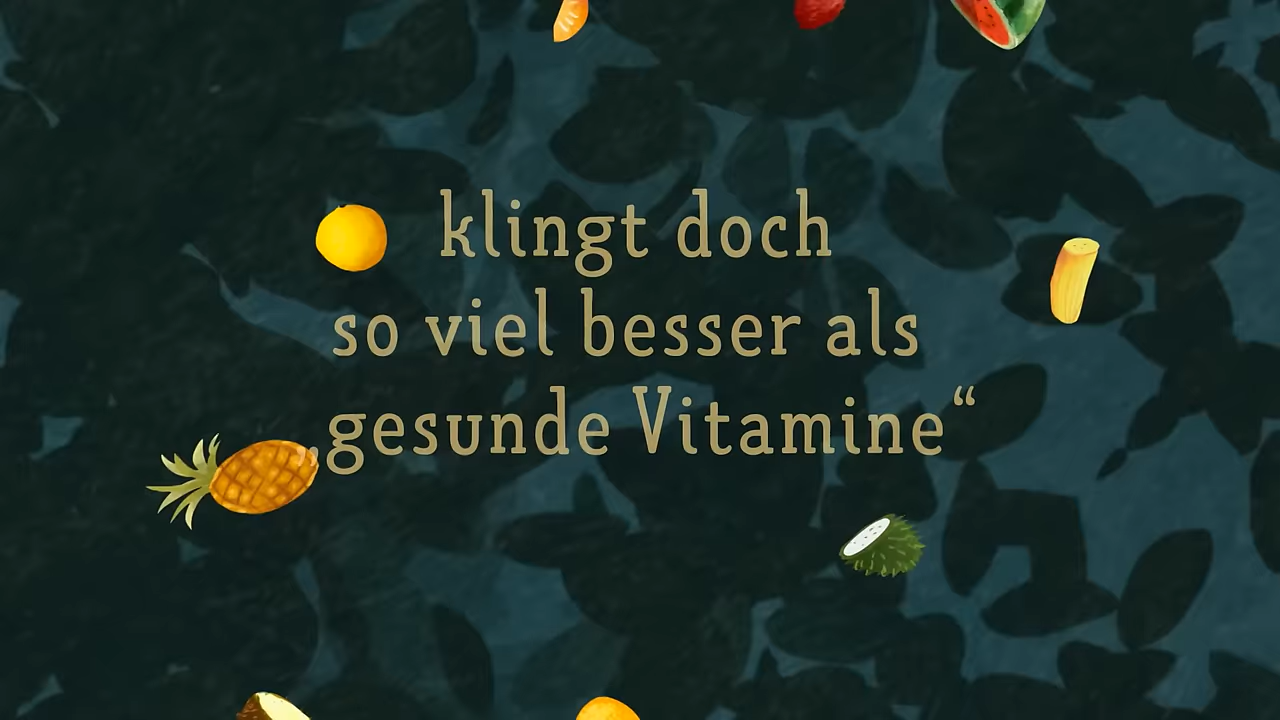 klingt doch
so viel besser als
„gesunde Vitamine“